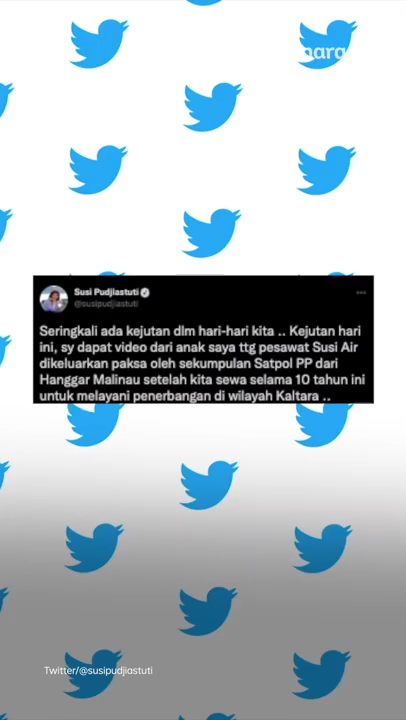 nara
Susi Pudjiastuti
@susipudjiastuti
Seringkali ada kejutan dlm hari-hari kita .. Kejutan hari
ini, sy dapat video dari anak saya ttg pesawat Susi Air
dikeluarkan paksa oleh sekumpulan Satpol PP dari
Hanggar Malinau setelah kita sewa selama 10 tahun ini
untuk melayani penerbangan di wilayah Kaltara ..
Twitter/@susipudjiastuti